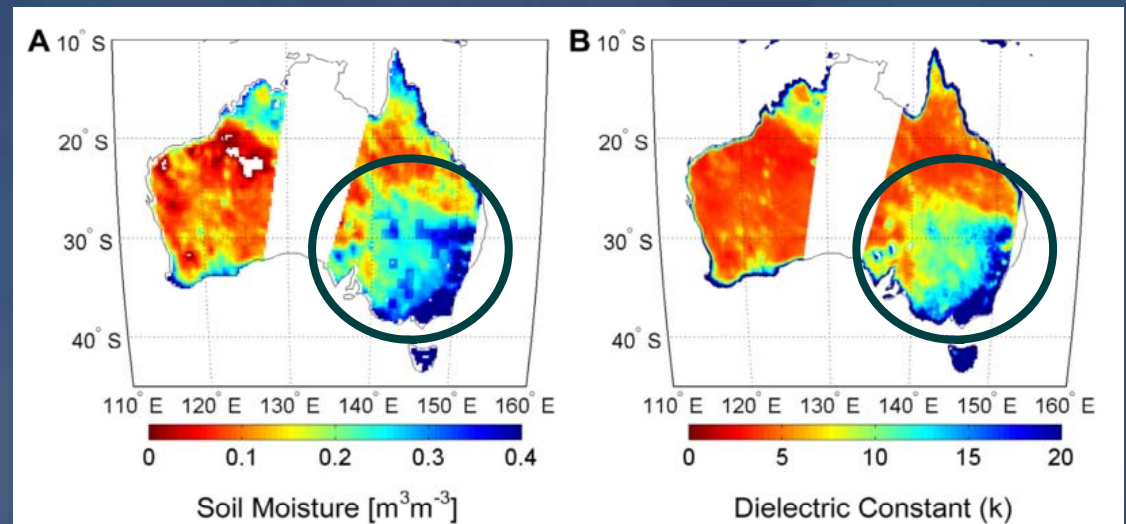 A
10° S
20° S
30° S
40° S
110° E 120° E 130° E 140° E 150° E 160° E
0 0.1 0.2 0.3 0.4
Soil Moisture [m³m⁻³]
B
10° S
20° S
30° S
40° S
110° E 120° E 130° E 140° E 150° E 160° E
0 5 10 15 20
Dielectric Constant (k)